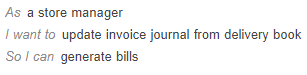 As a store manager
I want to update invoice journal from delivery book
So I can generate bills